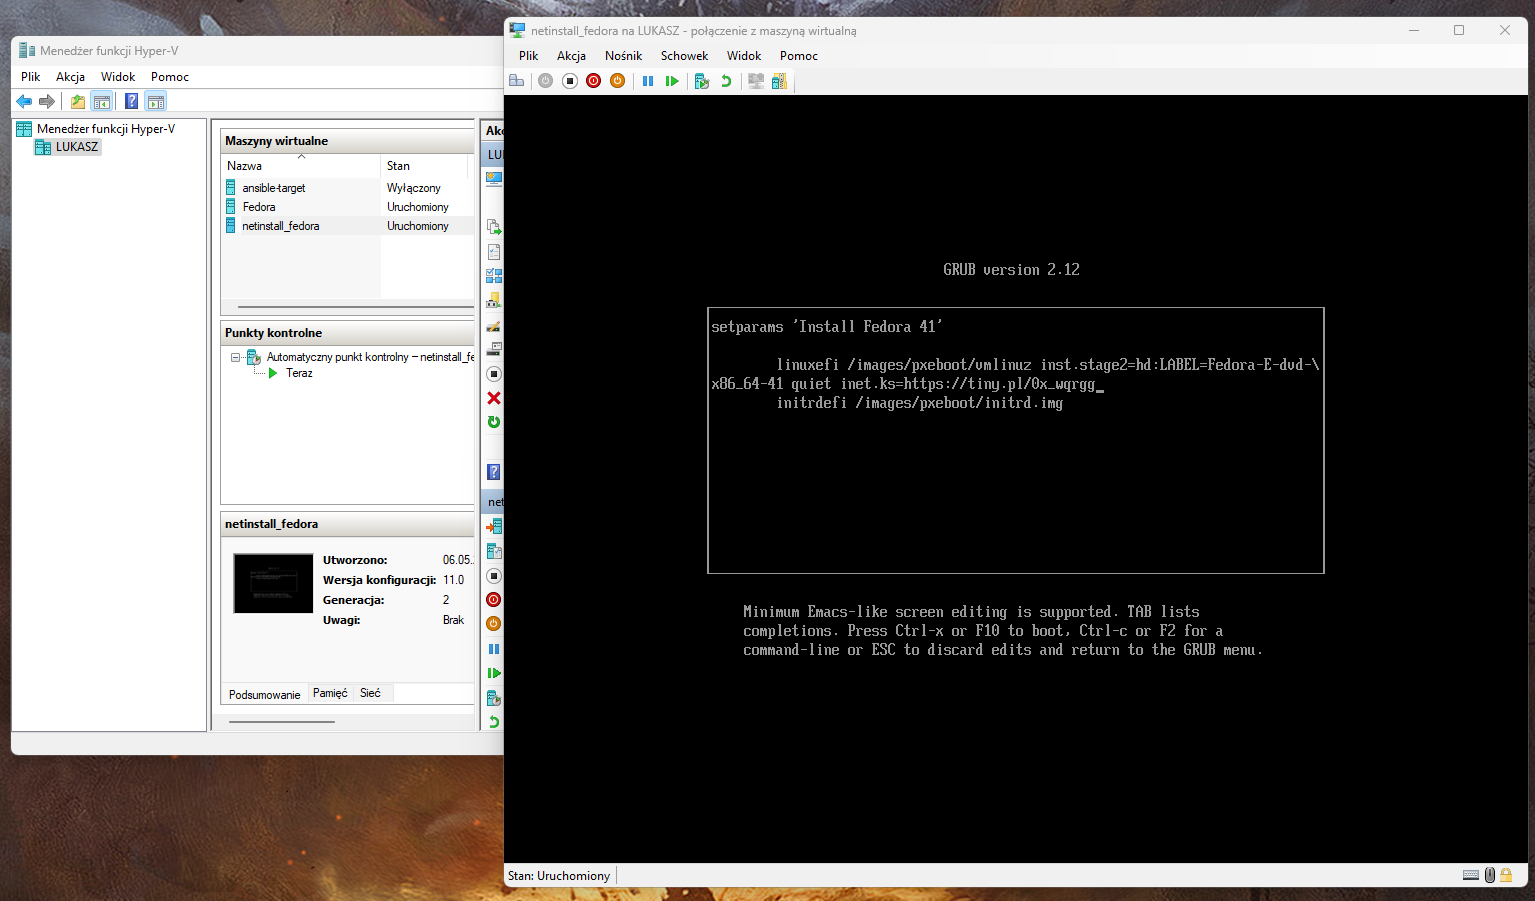 Menedżer funkcji Hyper-V
Plik Akcja Widok Pomoc
Menedżer funkcji Hyper-V
LUKASZ
Maszyny wirtualne
Nazwa Stan
ansible-target Wyłączony
Fedora Uruchomiony
netinstall_fedora Uruchomiony
Punkty kontrolne
Automatyczny punkt kontrolny – netinstall_fe
Teraz
netinstall_fedora
Utworzono: 06.05.
Wersja konfiguracji: 11.0
Generacja: 2
Uwagi: Brak
Podsumowanie Pamięć Sieć
Ak
LU
net
netinstall_fedora na LUKASZ - połączenie z maszyną wirtualną
Plik Akcja Nośnik Schowek Widok Pomoc
GRUB version 2.12
setparams 'Install Fedora 41'
linuxefi /images/pxeboot/vmlinuz inst.stage2=hd:LABEL=Fedora-E-dvd-\
x86_64-41 quiet inet.ks=https://tiny.pl/0x_wqrgg_
initrdefi /images/pxeboot/initrd.img
Minimum Emacs-like screen editing is supported. TAB lists
completions. Press Ctrl-x or F10 to boot, Ctrl-c or F2 for a
command-line or ESC to discard edits and return to the GRUB menu.
Stan: Uruchomiony